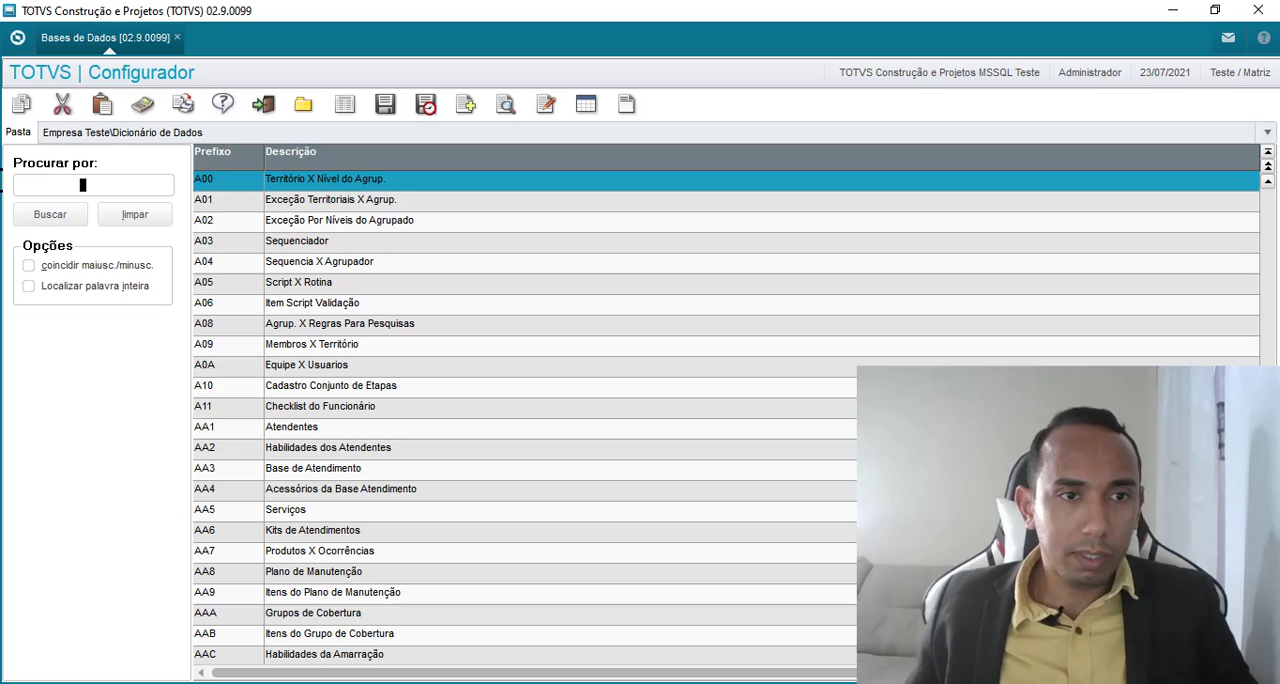 TOTVS Construção e Projetos (TOTVS) 02.9.0099
Bases de Dados [02.9.0099]
TOTVS | Configurador
TOTVS Construção e Projetos MSSQL Teste
Administrador
23/07/2021
Teste / Matriz
Pasta
Empresa Teste\Dicionário de Dados
Procurar por:
Buscar
limpar
Opções
coincidir maiusc./minusc.
Localizar palavra inteira
Prefixo Descrição
A00 Território X Nível do Agrup.
A01 Exceção Territoriais X Agrup.
A02 Exceção Por Níveis do Agrupado
A03 Sequenciador
A04 Sequencia X Agrupador
A05 Script X Rotina
A06 Item Script Validação
A08 Agrup. X Regras Para Pesquisas
A09 Membros X Território
A0A Equipe X Usuarios
A10 Cadastro Conjunto de Etapas
A11 Checklist do Funcionário
AA1 Atendentes
AA2 Habilidades dos Atendentes
AA3 Base de Atendimento
AA4 Acessórios da Base Atendimento
AA5 Serviços
AA6 Kits de Atendimentos
AA7 Produtos X Ocorrências
AA8 Plano de Manutenção
AA9 Itens do Plano de Manutenção
AAA Grupos de Cobertura
AAB Itens do Grupo de Cobertura
AAC Habilidades da Amarração